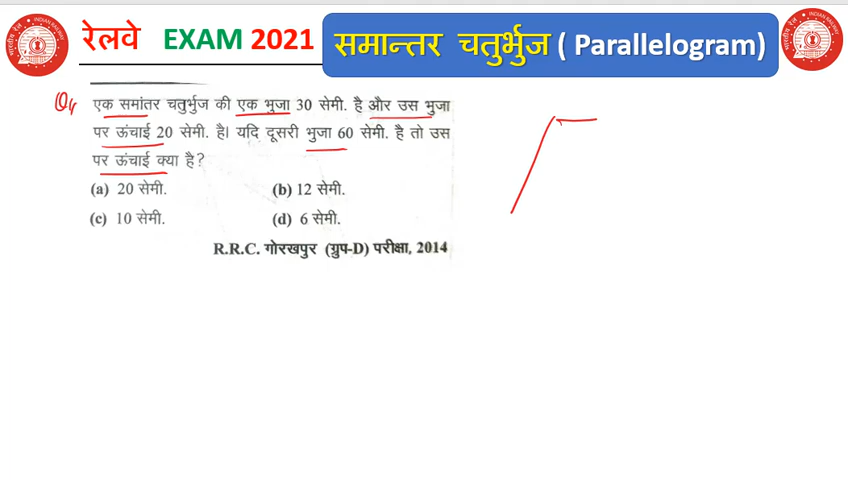 रेलवे EXAM 2021
समान्तर चतुर्भुज ( Parallelogram)
Q4 एक समांतर चतुर्भुज की एक भुजा 30 सेमी. है और उस भुजा
पर ऊंचाई 20 सेमी. है। यदि दूसरी भुजा 60 सेमी. है तो उस
पर ऊंचाई क्या है?
(a) 20 सेमी. (b) 12 सेमी.
(c) 10 सेमी. (d) 6 सेमी.
R.R.C. गोरखपुर (ग्रुप-D) परीक्षा, 2014